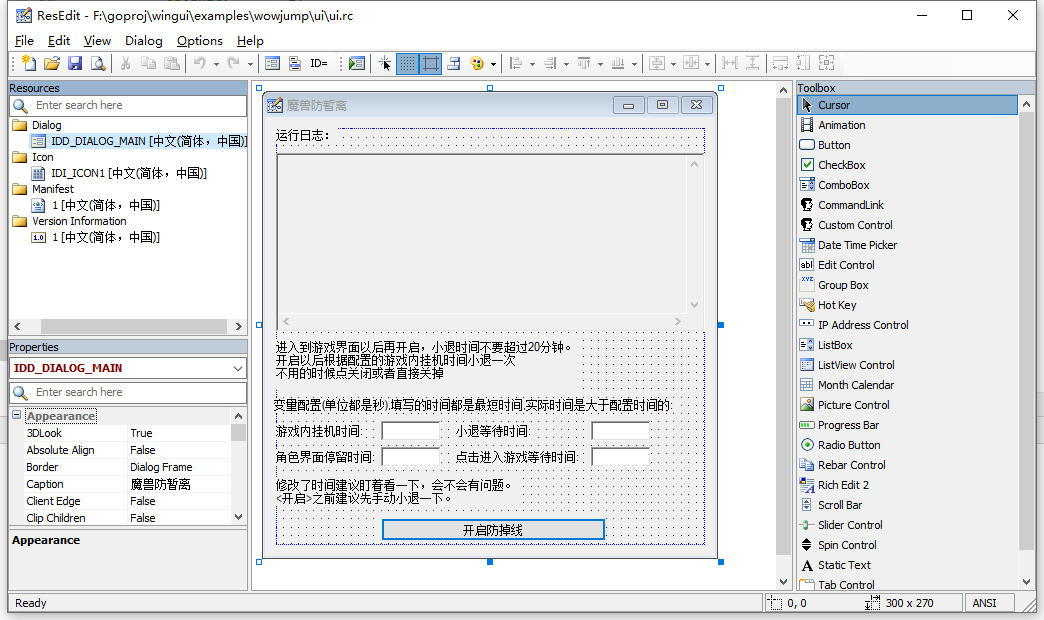 ResEdit - F:\goproj\wingui\examples\wowjump\ui\ui.rc
File Edit View Dialog Options Help
ID=
Resources
Enter search here
Dialog
IDD_DIALOG_MAIN [中文(简体，中国)]
Icon
IDI_ICON1 [中文(简体，中国)]
Manifest
1 [中文(简体，中国)]
Version Information
1.0 1 [中文(简体，中国)]
Properties
IDD_DIALOG_MAIN
Enter search here
Appearance
3DLook True
Absolute Align False
Border Dialog Frame
Caption 魔兽防暂离
Client Edge False
Clip Children False
Appearance
魔兽防暂离
运行日志：
进入到游戏界面以后再开启，小退时间不要超过20分钟。
开启以后根据配置的游戏内挂机时间小退一次
不用的时候点关闭或者直接关掉
变量配置(单位都是秒),填写的时间都是最短时间,实际时间是大于配置时间的:
游戏内挂机时间: 小退等待时间:
角色界面停留时间: 点击进入游戏等待时间:
修改了时间建议盯着看一下，会不会有问题。
<开启>之前建议先手动小退一下。
开启防掉线
Toolbox
Cursor
Animation
Button
CheckBox
ComboBox
CommandLink
Custom Control
Date Time Picker
Edit Control
Group Box
Hot Key
IP Address Control
ListBox
ListView Control
Month Calendar
Picture Control
Progress Bar
Radio Button
Rebar Control
Rich Edit 2
Scroll Bar
Slider Control
Spin Control
Static Text
Tab Control
Ready 0, 0 300 x 270 ANSI